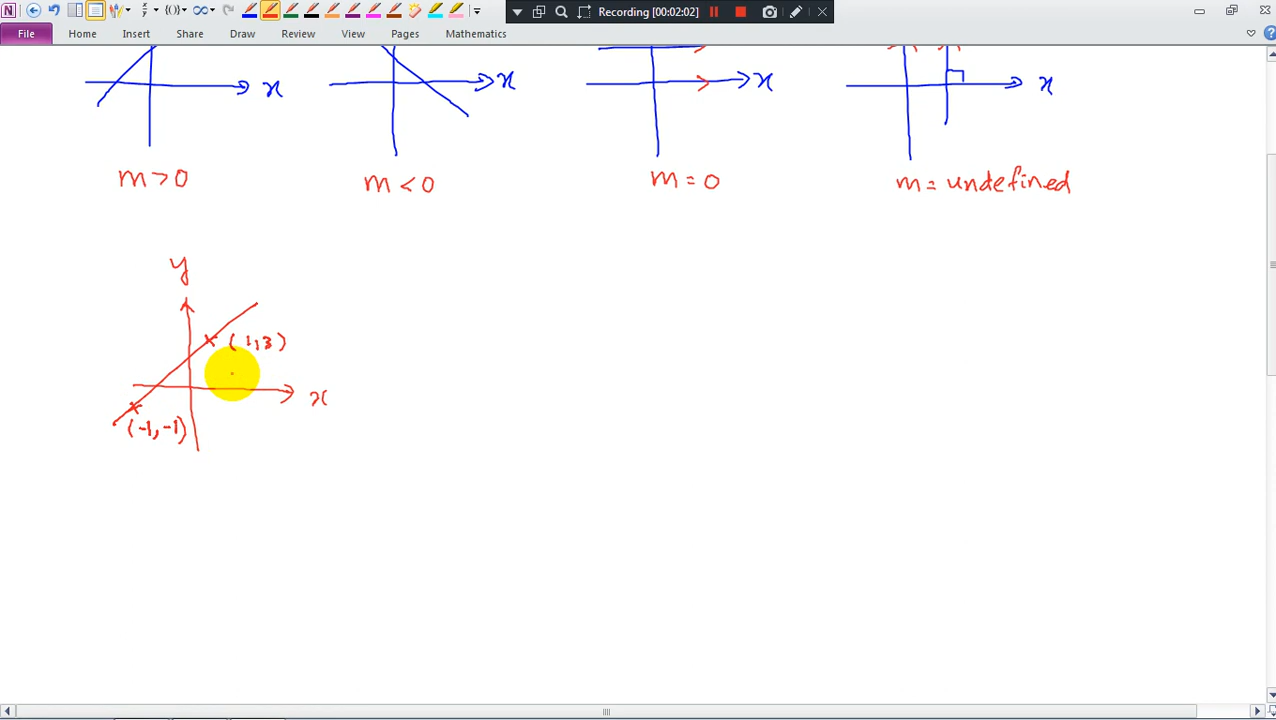 Recording [00:02:02]
File Home Insert Share Draw Review View Pages Mathematics
x x x x
m > 0 m < 0 m = 0 m = undefined
y
(1,3)
x
(-1,-1)